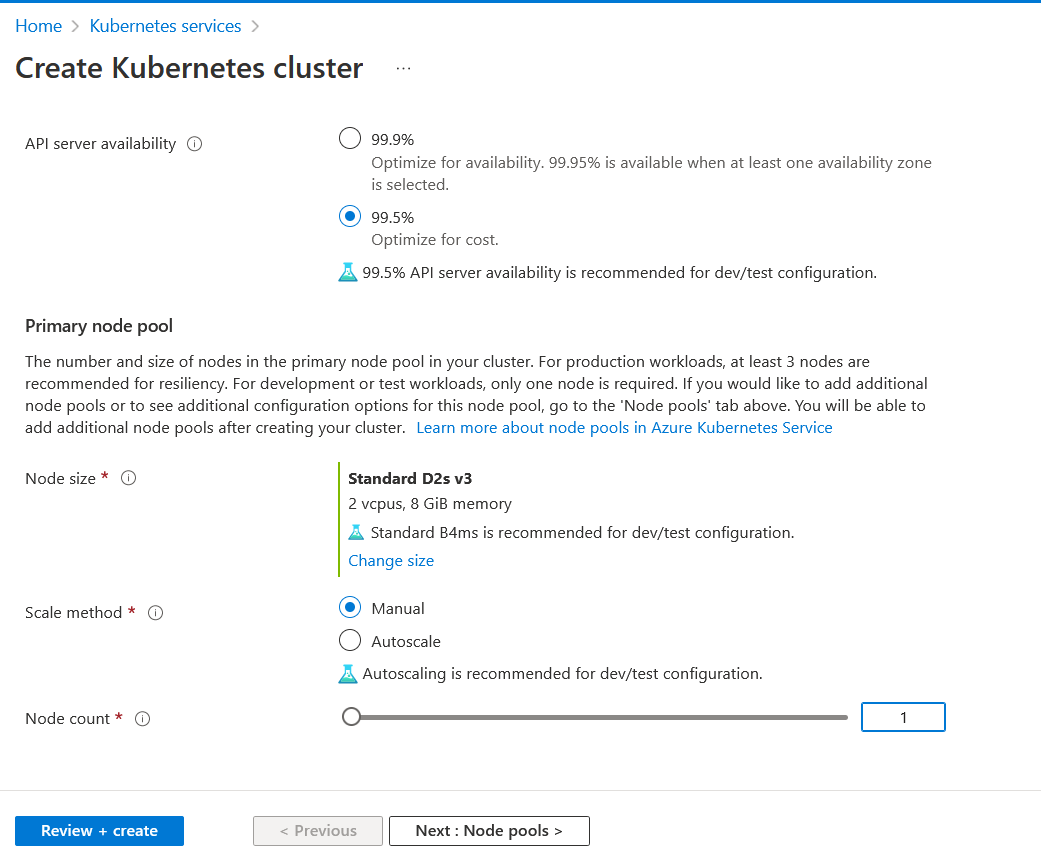 Home > Kubernetes services >
Create Kubernetes cluster ...
API server availability
99.9%
Optimize for availability. 99.95% is available when at least one availability zone
is selected.
99.5%
Optimize for cost.
99.5% API server availability is recommended for dev/test configuration.
Primary node pool
The number and size of nodes in the primary node pool in your cluster. For production workloads, at least 3 nodes are
recommended for resiliency. For development or test workloads, only one node is required. If you would like to add additional
node pools or to see additional configuration options for this node pool, go to the 'Node pools' tab above. You will be able to
add additional node pools after creating your cluster. Learn more about node pools in Azure Kubernetes Service
Node size *
Standard D2s v3
2 vcpus, 8 GiB memory
Standard B4ms is recommended for dev/test configuration.
Change size
Scale method *
Manual
Autoscale
Autoscaling is recommended for dev/test configuration.
Node count *
1
Review + create
< Previous
Next : Node pools >